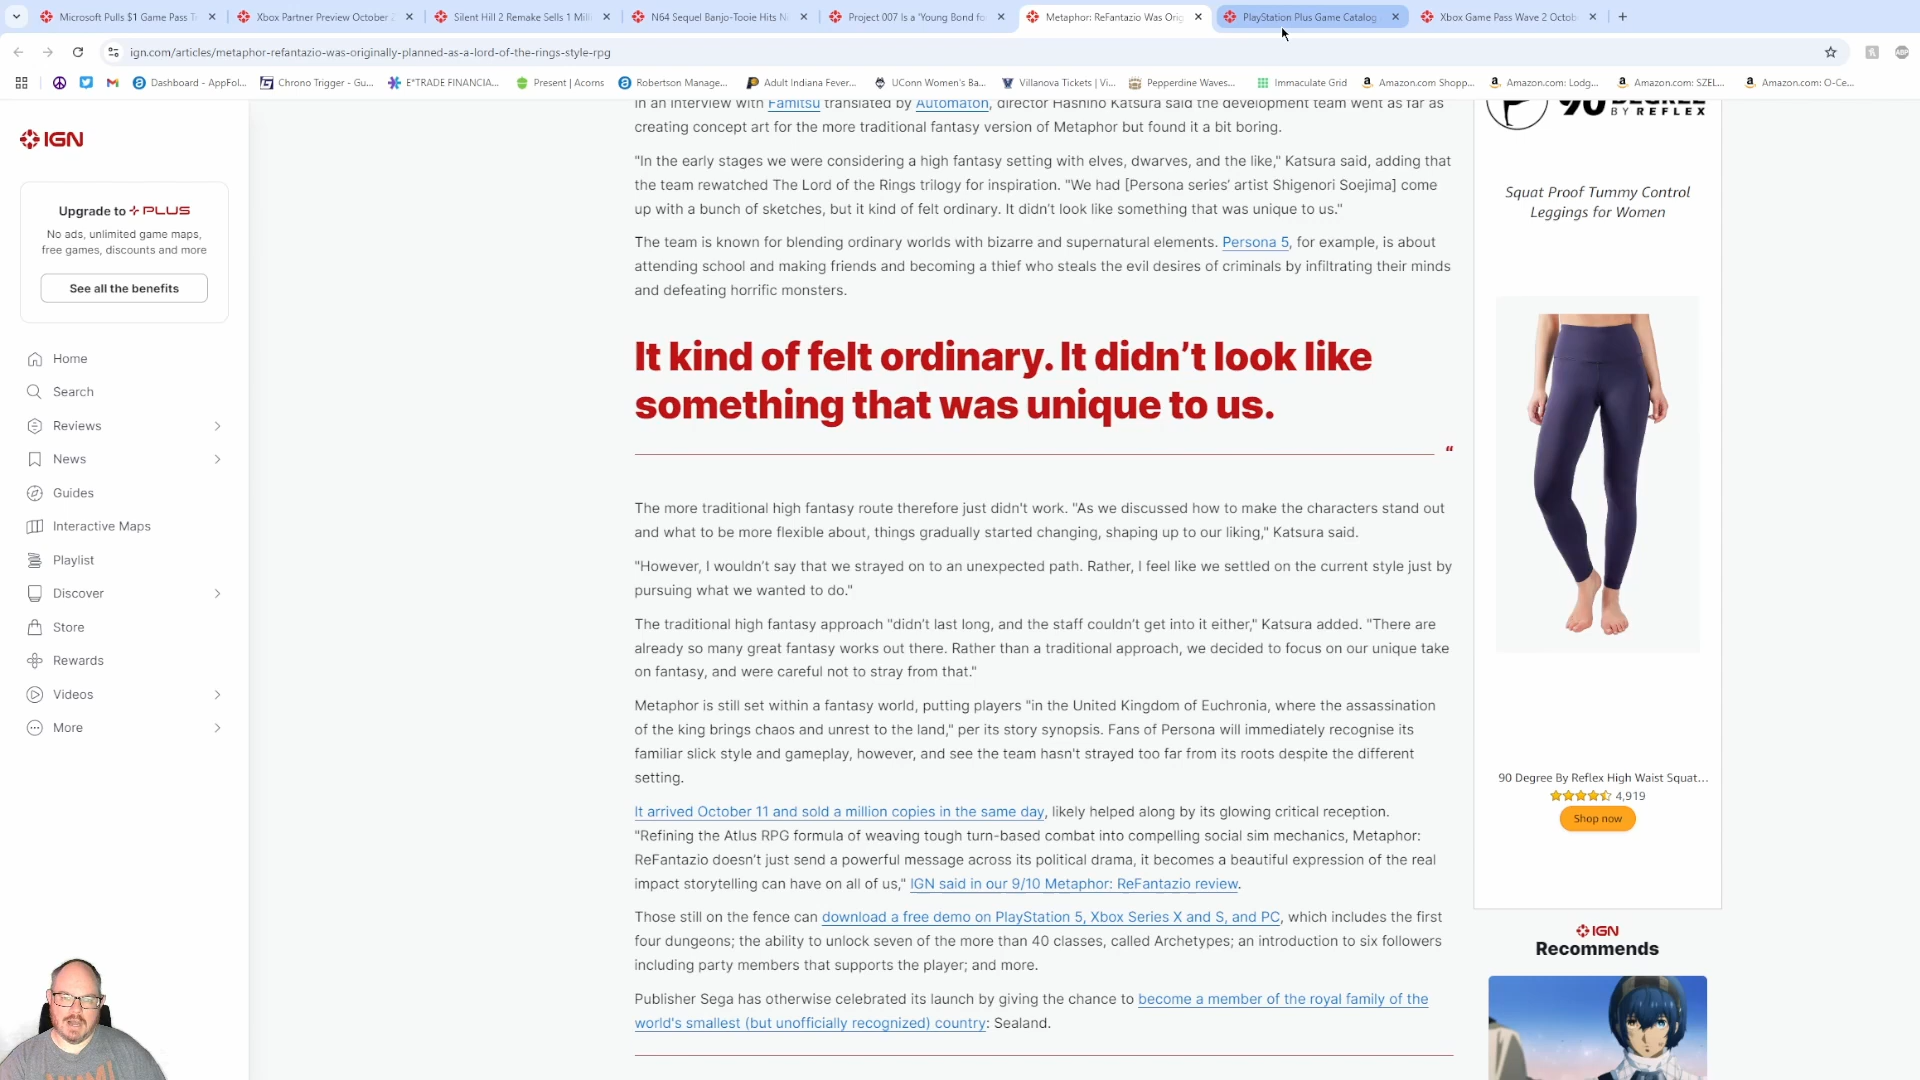 Microsoft Pulls $1 Game Pass T
Xbox Partner Preview October 2
Silent Hill 2 Remake Sells 1 Mill
N64 Sequel Banjo-Tooie Hits N
Project 007 Is a 'Young Bond fo
Metaphor: ReFantazio Was Orig
PlayStation Plus Game Catalog
Xbox Game Pass Wave 2 Octob
ign.com/articles/metaphor-refantazio-was-originally-planned-as-a-lord-of-the-rings-style-rpg
Dashboard - AppFol...
Chrono Trigger - Gu...
E*TRADE FINANCIA...
Present | Acorns
Robertson Manage...
Adult Indiana Fever...
UConn Women's Ba...
Villanova Tickets | Vi...
Pepperdine Waves...
Immaculate Grid
Amazon.com Shopp...
Amazon.com: Lodg...
Amazon.com: SZEL...
Amazon.com: O-Ce...
IGN
Upgrade to PLUS
No ads, unlimited game maps,
free games, discounts and more
See all the benefits
Home
Search
Reviews
News
Guides
Interactive Maps
Playlist
Discover
Store
Rewards
Videos
More
In an interview with Famitsu translated by Automaton, director Hashino Katsura said the development team went as far as
creating concept art for the more traditional fantasy version of Metaphor but found it a bit boring.
"In the early stages we were considering a high fantasy setting with elves, dwarves, and the like," Katsura said, adding that
the team rewatched The Lord of the Rings trilogy for inspiration. "We had [Persona series’ artist Shigenori Soejima] come
up with a bunch of sketches, but it kind of felt ordinary. It didn’t look like something that was unique to us."
The team is known for blending ordinary worlds with bizarre and supernatural elements. Persona 5, for example, is about
attending school and making friends and becoming a thief who steals the evil desires of criminals by infiltrating their minds
and defeating horrific monsters.
It kind of felt ordinary. It didn’t look like
something that was unique to us.
“
The more traditional high fantasy route therefore just didn't work. "As we discussed how to make the characters stand out
and what to be more flexible about, things gradually started changing, shaping up to our liking," Katsura said.
"However, I wouldn’t say that we strayed on to an unexpected path. Rather, I feel like we settled on the current style just by
pursuing what we wanted to do."
The traditional high fantasy approach "didn’t last long, and the staff couldn’t get into it either," Katsura added. "There are
already so many great fantasy works out there. Rather than a traditional approach, we decided to focus on our unique take
on fantasy, and were careful not to stray from that."
Metaphor is still set within a fantasy world, putting players "in the United Kingdom of Euchronia, where the assassination
of the king brings chaos and unrest to the land," per its story synopsis. Fans of Persona will immediately recognise its
familiar slick style and gameplay, however, and see the team hasn't strayed too far from its roots despite the different
setting.
It arrived October 11 and sold a million copies in the same day, likely helped along by its glowing critical reception.
"Refining the Atlus RPG formula of weaving tough turn-based combat into compelling social sim mechanics, Metaphor:
ReFantazio doesn’t just send a powerful message across its political drama, it becomes a beautiful expression of the real
impact storytelling can have on all of us," IGN said in our 9/10 Metaphor: ReFantazio review.
Those still on the fence can download a free demo on PlayStation 5, Xbox Series X and S, and PC, which includes the first
four dungeons; the ability to unlock seven of the more than 40 classes, called Archetypes; an introduction to six followers
including party members that supports the player; and more.
Publisher Sega has otherwise celebrated its launch by giving the chance to become a member of the royal family of the
world's smallest (but unofficially recognized) country: Sealand.
90 DEGREE
BY REFLEX
Squat Proof Tummy Control
Leggings for Women
90 Degree By Reflex High Waist Squat...
4,919
Shop now
IGN
Recommends